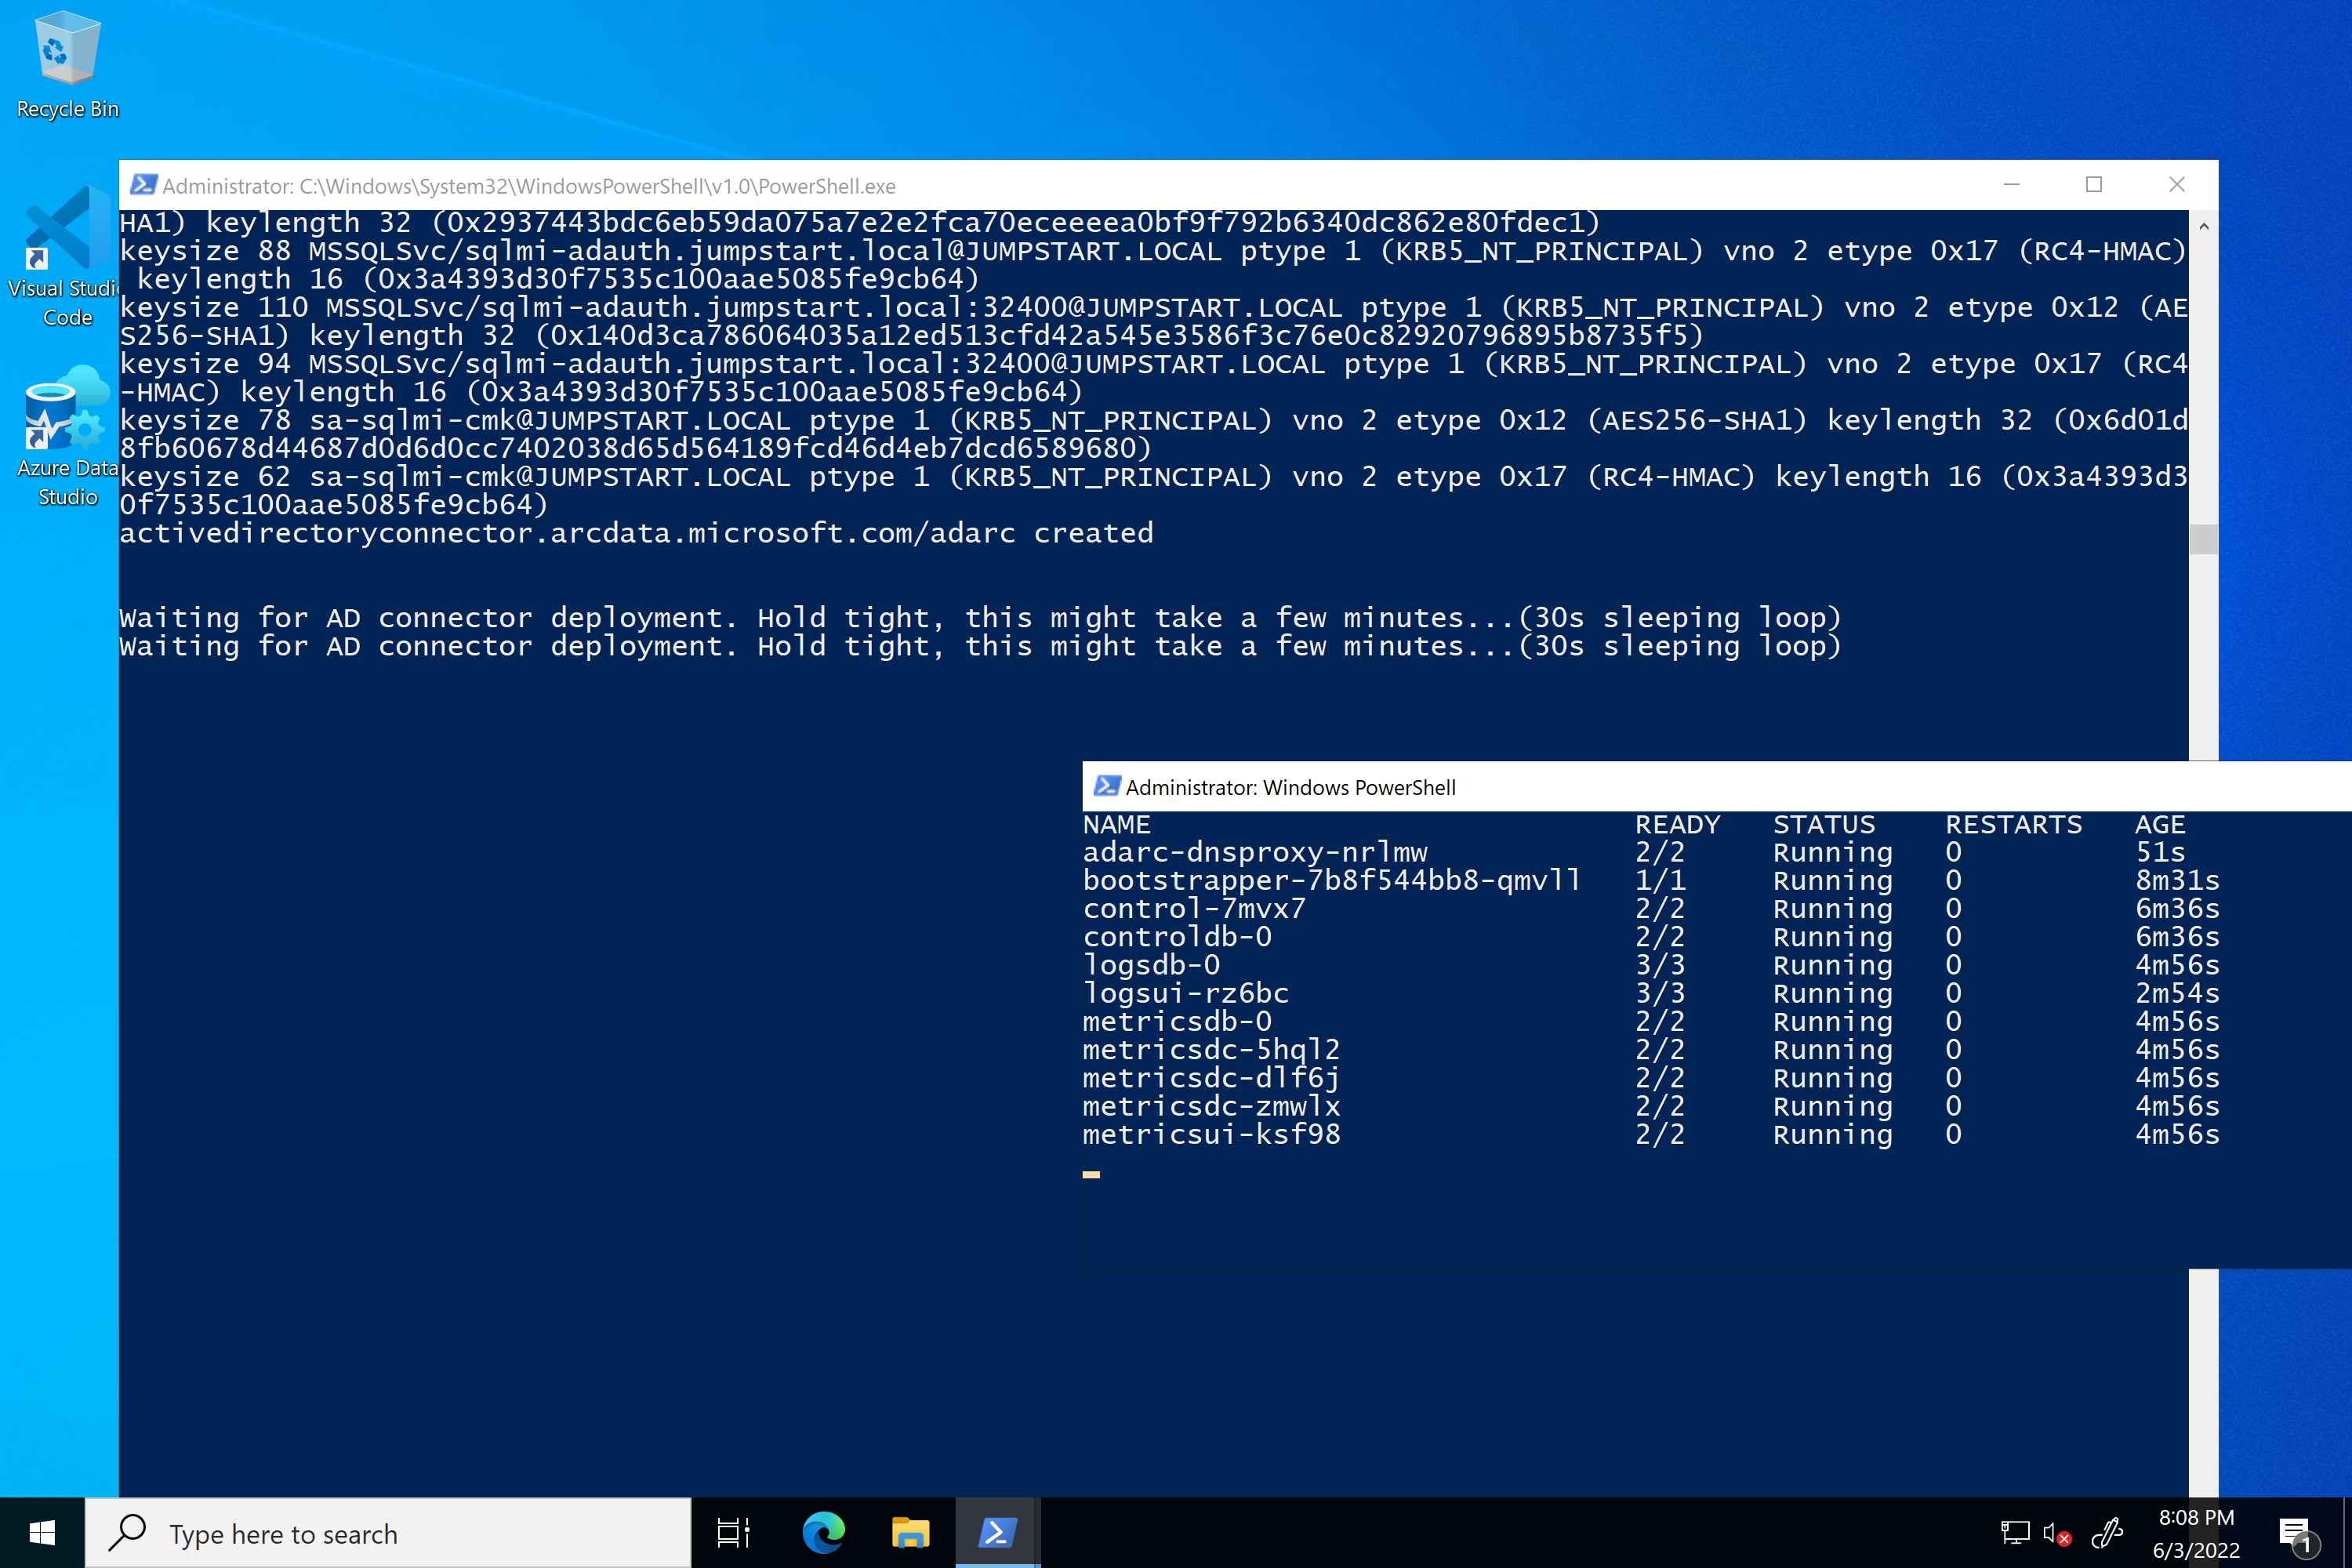 Recycle Bin
Visual Studio
Code
Azure Data
Studio
Administrator: C:\Windows\System32\WindowsPowerShell\v1.0\PowerShell.exe
HA1) keylength 32 (0x2937443bdc6eb59da075a7e2e2fca70eceeeea0bf9f792b6340dc862e80fdec1)
keysize 88 MSSQLSvc/sqlmi-adauth.jumpstart.local@JUMPSTART.LOCAL ptype 1 (KRB5_NT_PRINCIPAL) vno 2 etype 0x17 (RC4-HMAC)
 keylength 16 (0x3a4393d30f7535c100aae5085fe9cb64)
keysize 110 MSSQLSvc/sqlmi-adauth.jumpstart.local:32400@JUMPSTART.LOCAL ptype 1 (KRB5_NT_PRINCIPAL) vno 2 etype 0x12 (AE
S256-SHA1) keylength 32 (0x140d3ca786064035a12ed513cfd42a545e3586f3c76e0c82920796895b8735f5)
keysize 94 MSSQLSvc/sqlmi-adauth.jumpstart.local:32400@JUMPSTART.LOCAL ptype 1 (KRB5_NT_PRINCIPAL) vno 2 etype 0x17 (RC4
-HMAC) keylength 16 (0x3a4393d30f7535c100aae5085fe9cb64)
keysize 78 sa-sqlmi-cmk@JUMPSTART.LOCAL ptype 1 (KRB5_NT_PRINCIPAL) vno 2 etype 0x12 (AES256-SHA1) keylength 32 (0x6d01d
8fb60678d44687d0d6d0cc7402038d65d564189fcd46d4eb7dcd6589680)
keysize 62 sa-sqlmi-cmk@JUMPSTART.LOCAL ptype 1 (KRB5_NT_PRINCIPAL) vno 2 etype 0x17 (RC4-HMAC) keylength 16 (0x3a4393d3
0f7535c100aae5085fe9cb64)
activedirectoryconnector.arcdata.microsoft.com/adarc created
Waiting for AD connector deployment. Hold tight, this might take a few minutes...(30s sleeping loop)
Waiting for AD connector deployment. Hold tight, this might take a few minutes...(30s sleeping loop)
Administrator: Windows PowerShell
NAME READY STATUS RESTARTS AGE
adarc-dnsproxy-nrlmw 2/2 Running 0 51s
bootstrapper-7b8f544bb8-qmvll 1/1 Running 0 8m31s
control-7mvx7 2/2 Running 0 6m36s
controldb-0 2/2 Running 0 6m36s
logsdb-0 3/3 Running 0 4m56s
logsui-rz6bc 3/3 Running 0 2m54s
metricsdb-0 2/2 Running 0 4m56s
metricsdc-5hql2 2/2 Running 0 4m56s
metricsdc-dlf6j 2/2 Running 0 4m56s
metricsdc-zmwlx 2/2 Running 0 4m56s
metricsui-ksf98 2/2 Running 0 4m56s
Type here to search
8:08 PM
6/3/2022
1